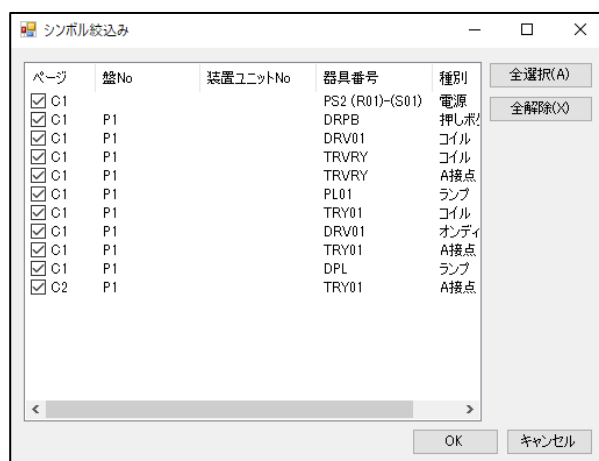 シンボル絞込み
ページ 盤No 装置ユニットNo 器具番号 種別
C1 PS2 (R01)-(S01) 電源
C1 P1 DRPB 押しボ
C1 P1 DRV01 コイル
C1 P1 TRVRY コイル
C1 P1 TRVRY A接点
C1 P1 PL01 ランプ
C1 P1 TRY01 コイル
C1 P1 DRV01 オンディ
C1 P1 TRY01 A接点
C1 P1 DPL ランプ
C2 P1 TRY01 A接点
全選択(A)
全解除(X)
OK キャンセル